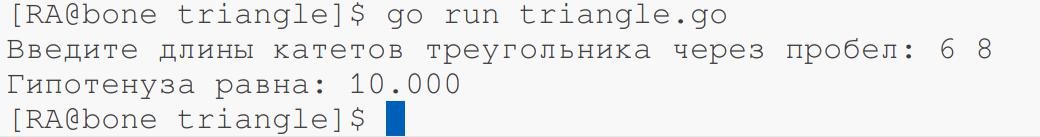 [RA@bone triangle]$ go run triangle.go
Введите длины катетов треугольника через пробел: 6 8
Гипотенуза равна: 10.000
[RA@bone triangle]$